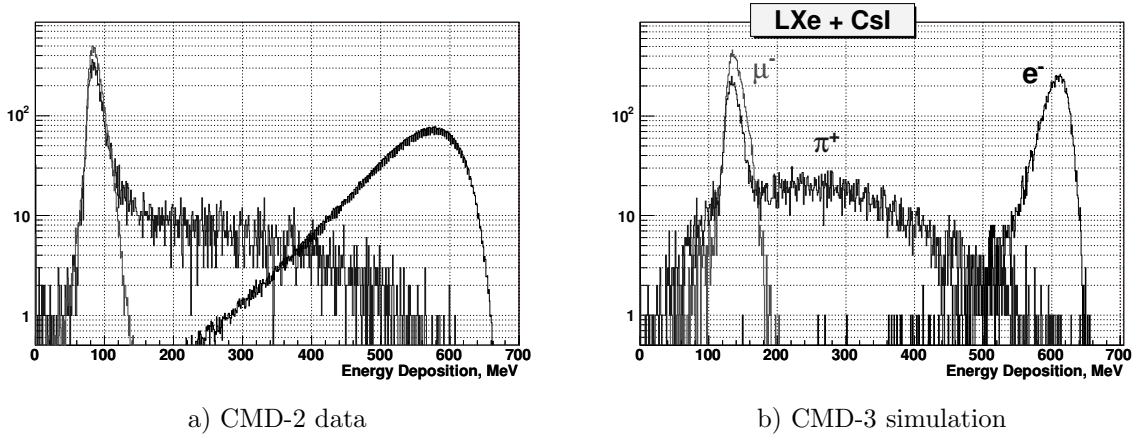 10²
10
1
0 100 200 300 400 500 600 700
Energy Deposition, MeV
a) CMD-2 data
LXe + CsI
μ⁻
e⁻
π⁺
10²
10
1
0 100 200 300 400 500 600 700
Energy Deposition, MeV
b) CMD-3 simulation